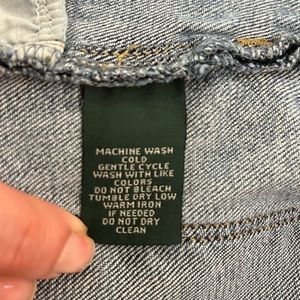 MACHINE WASH
COLD
GENTLE CYCLE
WASH WITH LIKE
COLORS
DO NOT BLEACH
TUMBLE DRY LOW
WARM IRON
IF NEEDED
DO NOT DRY
CLEAN